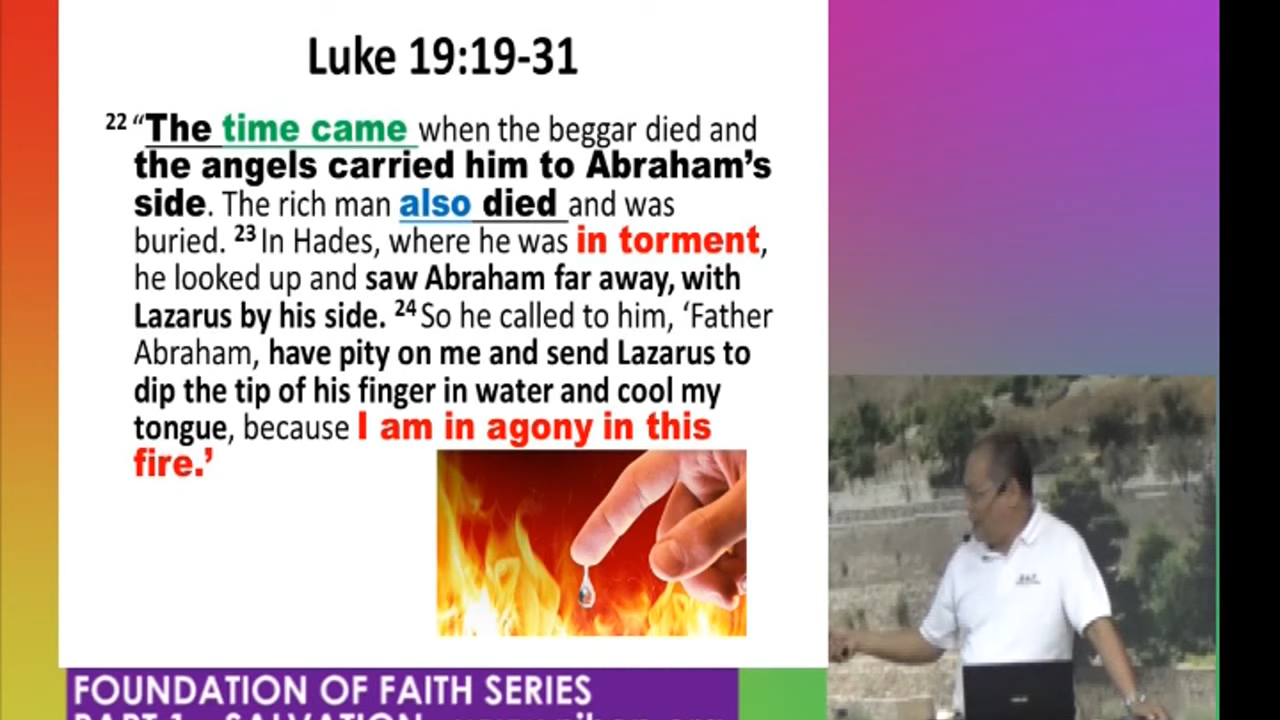 Luke 19:19-31
22 “The time came when the beggar died and
the angels carried him to Abraham’s
side. The rich man also died and was
buried. 23 In Hades, where he was in torment,
he looked up and saw Abraham far away, with
Lazarus by his side. 24 So he called to him, ‘Father
Abraham, have pity on me and send Lazarus to
dip the tip of his finger in water and cool my
tongue, because I am in agony in this
fire.’
FOUNDATION OF FAITH SERIES
PART 1 - SALVATION